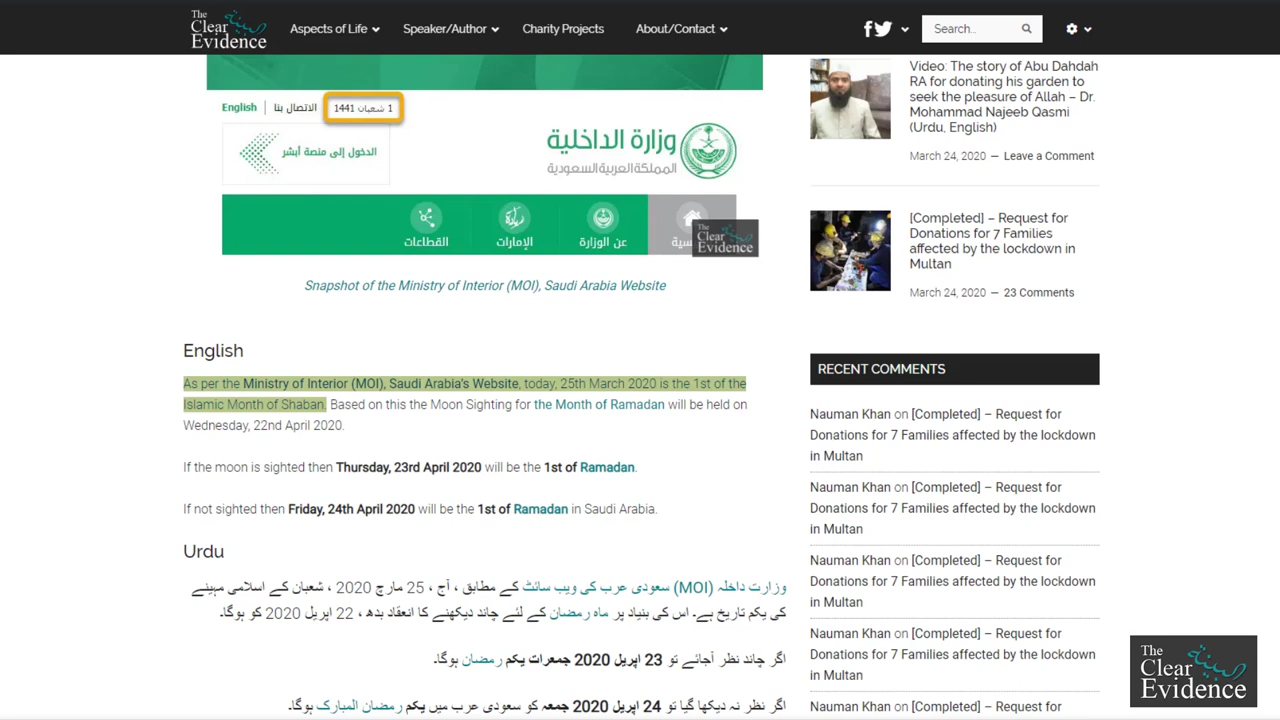 The
Clear
Evidence
البينة
Aspects of Life
Speaker/Author
Charity Projects
About/Contact
Search...
English
الاتصال بنا
1 شعبان 1441
الدخول إلى منصة أبشر
وزارة الداخلية
المملكة العربية السعودية
القطاعات
الإمارات
عن الوزارة
The
Clear
Evidence
Snapshot of the Ministry of Interior (MOI), Saudi Arabia Website
English
As per the Ministry of Interior (MOI), Saudi Arabia's Website, today, 25th March 2020 is the 1st of the
Islamic Month of Shaban. Based on this the Moon Sighting for the Month of Ramadan will be held on
Wednesday, 22nd April 2020.
If the moon is sighted then Thursday, 23rd April 2020 will be the 1st of Ramadan.
If not sighted then Friday, 24th April 2020 will be the 1st of Ramadan in Saudi Arabia.
Urdu
وزارت داخلہ (MOI) سعودی عرب کی ویب سائٹ کے مطابق ، آج ، 25 مارچ 2020 ، شعبان کے اسلامی مہینے
کی یکم تاریخ ہے۔ اس کی بنیاد پر ماہ رمضان کے لئے چاند دیکھنے کا انعقاد بدھ ، 22 اپریل 2020 کو ہوگا۔
اگر چاند نظر آجائے تو 23 اپریل 2020 جمعرات یکم رمضان ہوگا۔
اگر نظر نہ دیکھا گیا تو 24 اپریل 2020 جمعہ کو سعودی عرب میں یکم رمضان المبارک ہوگا۔
Video: The story of Abu Dahdah
RA for donating his garden to
seek the pleasure of Allah – Dr.
Mohammad Najeeb Qasmi
(Urdu, English)
March 24, 2020 — Leave a Comment
[Completed] – Request for
Donations for 7 Families
affected by the lockdown in
Multan
March 24, 2020 — 23 Comments
RECENT COMMENTS
Nauman Khan on [Completed] – Request for
Donations for 7 Families affected by the lockdown
in Multan
Nauman Khan on [Completed] – Request for
Donations for 7 Families affected by the lockdown
in Multan
Nauman Khan on [Completed] – Request for
Donations for 7 Families affected by the lockdown
in Multan
Nauman Khan on [Completed] – Request for
Donations for 7 Families affected by the lockdown
in Multan
Nauman Khan on [Completed] – Request for
The
Clear
Evidence
البينة